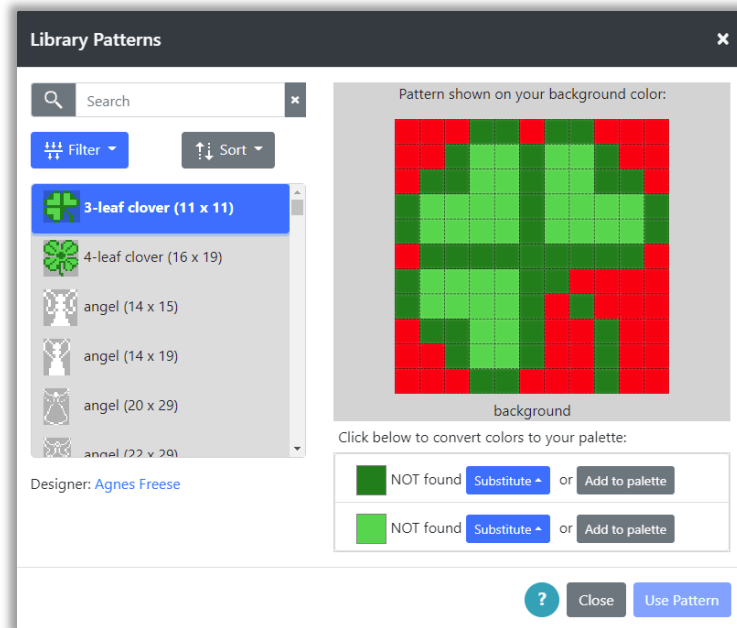 Library Patterns ×
Search ×
Filter Sort
3-leaf clover (11 x 11)
4-leaf clover (16 x 19)
angel (14 x 15)
angel (14 x 19)
angel (20 x 29)
angel (22 x 29)
Designer: Agnes Freese
Pattern shown on your background color:
background
Click below to convert colors to your palette:
NOT found Substitute or Add to palette
NOT found Substitute or Add to palette
? Close Use Pattern